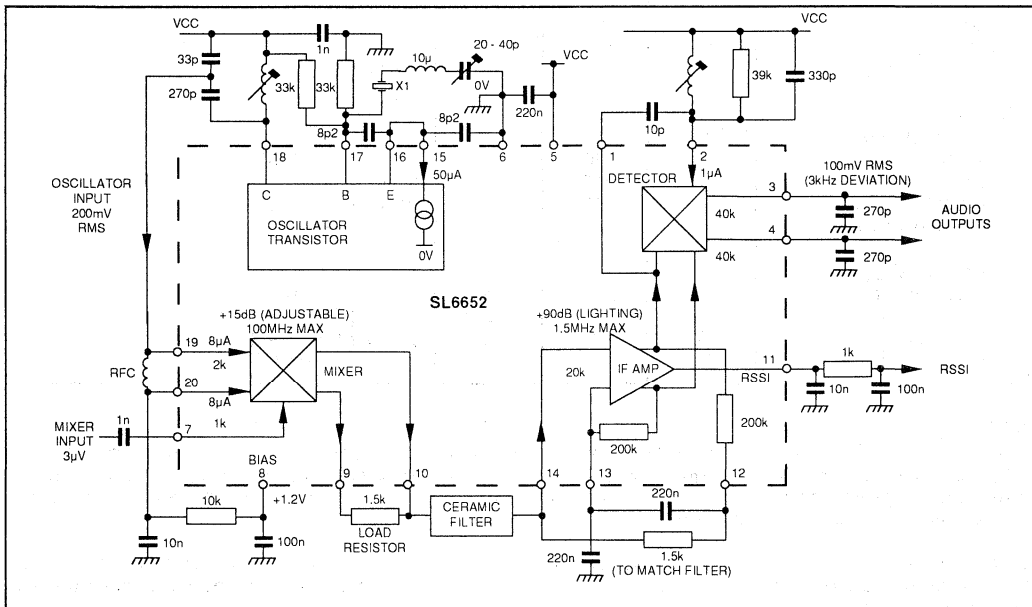 VCC
33p
270p
1n
33k
33k
10µ
20 - 40p
X1
0V
VCC
220n
8p2
8p2
39k
330p
10p
18
17
16
15
6
5
1
2
OSCILLATOR
INPUT
200mV
RMS
C
B
E
50µA
0V
OSCILLATOR
TRANSISTOR
DETECTOR
1µA
40k
40k
100mV RMS
(3kHz DEVIATION)
3
4
270p
270p
AUDIO
OUTPUTS
VCC
SL6652
+15dB (ADJUSTABLE)
100MHz MAX
19
8µA
2k
20
8µA
RFC
MIXER
1n
MIXER
INPUT
3µV
7
1k
+90dB (LIGHTING)
1.5MHz MAX
20k
IF AMP
RSSI
11
1k
RSSI
10n
100n
200k
200k
BIAS
8
+1.2V
9
10
14
13
12
10k
10n
100n
1.5k
LOAD
RESISTOR
CERAMIC
FILTER
220n
220n
1.5k
(TO MATCH FILTER)